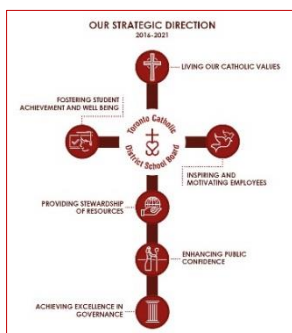 OUR STRATEGIC DIRECTION
2016-2021
LIVING OUR CATHOLIC VALUES
FOSTERING STUDENT
ACHIEVEMENT AND WELL BEING
Toronto Catholic
District School Board
INSPIRING AND
MOTIVATING EMPLOYEES
PROVIDING STEWARDSHIP
OF RESOURCES
ENHANCING PUBLIC
CONFIDENCE
ACHIEVING EXCELLENCE IN
GOVERNANCE